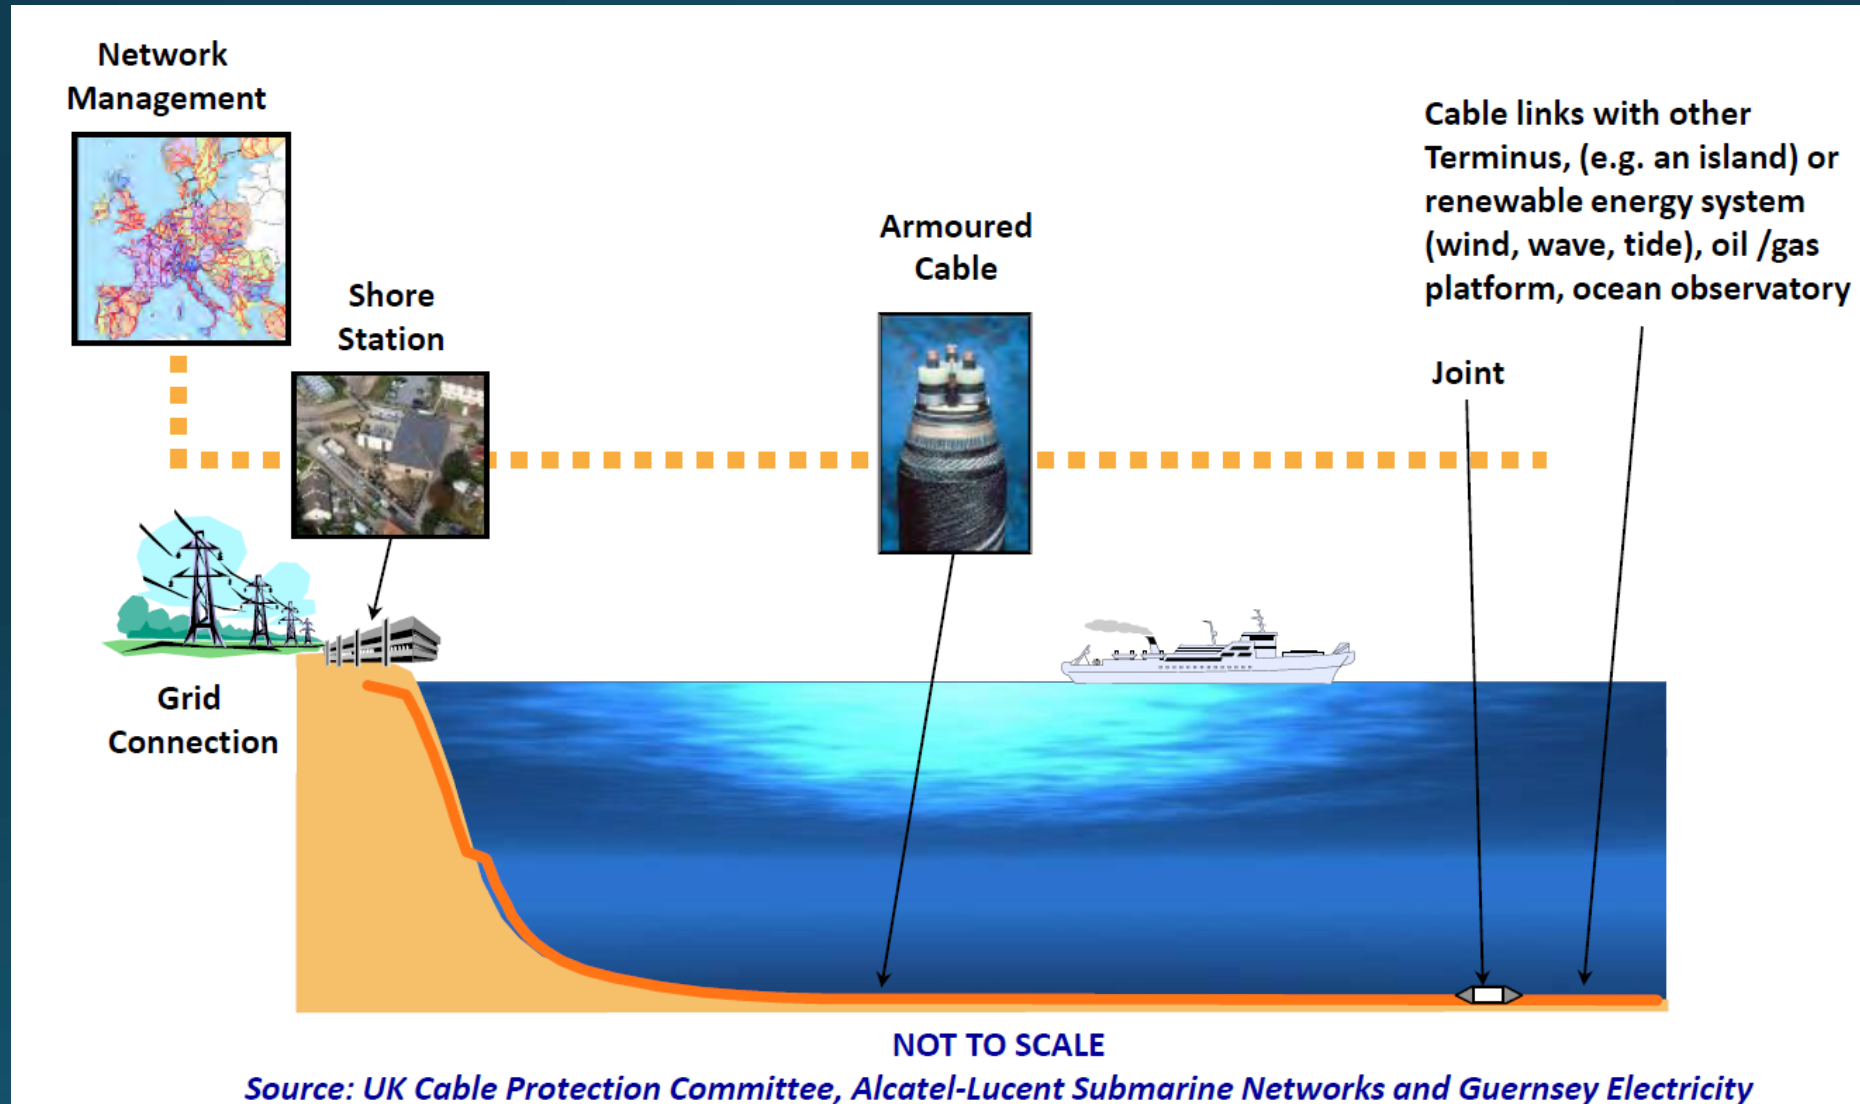 Network
Management
Shore
Station
Armoured
Cable
Cable links with other
Terminus, (e.g. an island) or
renewable energy system
(wind, wave, tide), oil /gas
platform, ocean observatory
Joint
Grid
Connection
NOT TO SCALE
Source: UK Cable Protection Committee, Alcatel-Lucent Submarine Networks and Guernsey Electricity